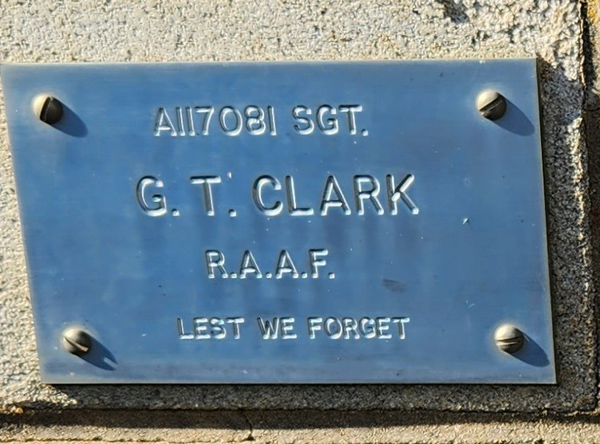 A117081 SGT.
G. T. CLARK
R.A.A.F.
LEST WE FORGET